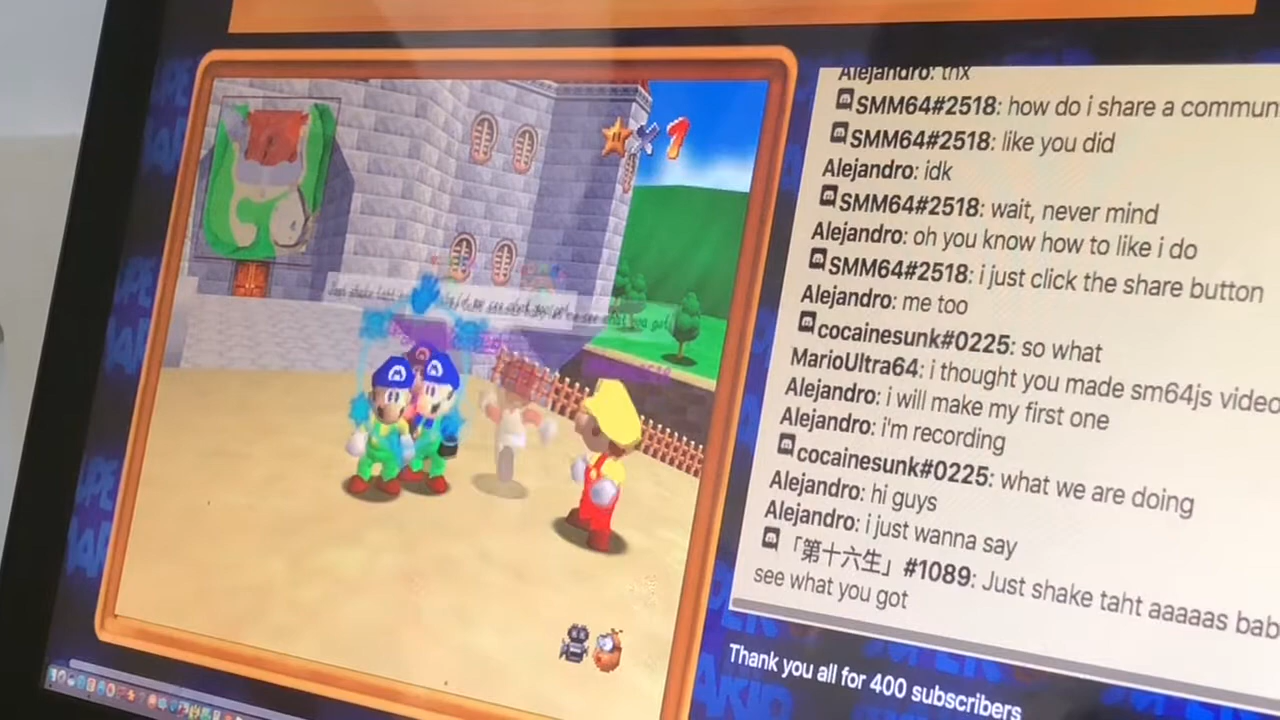 Alejandro: tnx
SMM64#2518: how do i share a commun
SMM64#2518: like you did
Alejandro: idk
SMM64#2518: wait, never mind
Alejandro: oh you know how to like i do
SMM64#2518: i just click the share button
Alejandro: me too
cocainesunk#0225: so what
MarioUltra64: i thought you made sm64js video
Alejandro: i will make my first one
Alejandro: i'm recording
cocainesunk#0225: what we are doing
Alejandro: hi guys
Alejandro: i just wanna say
「第十六生」#1089: Just shake taht aaaaas bab
see what you got
1
Thank you all for 400 subscribers